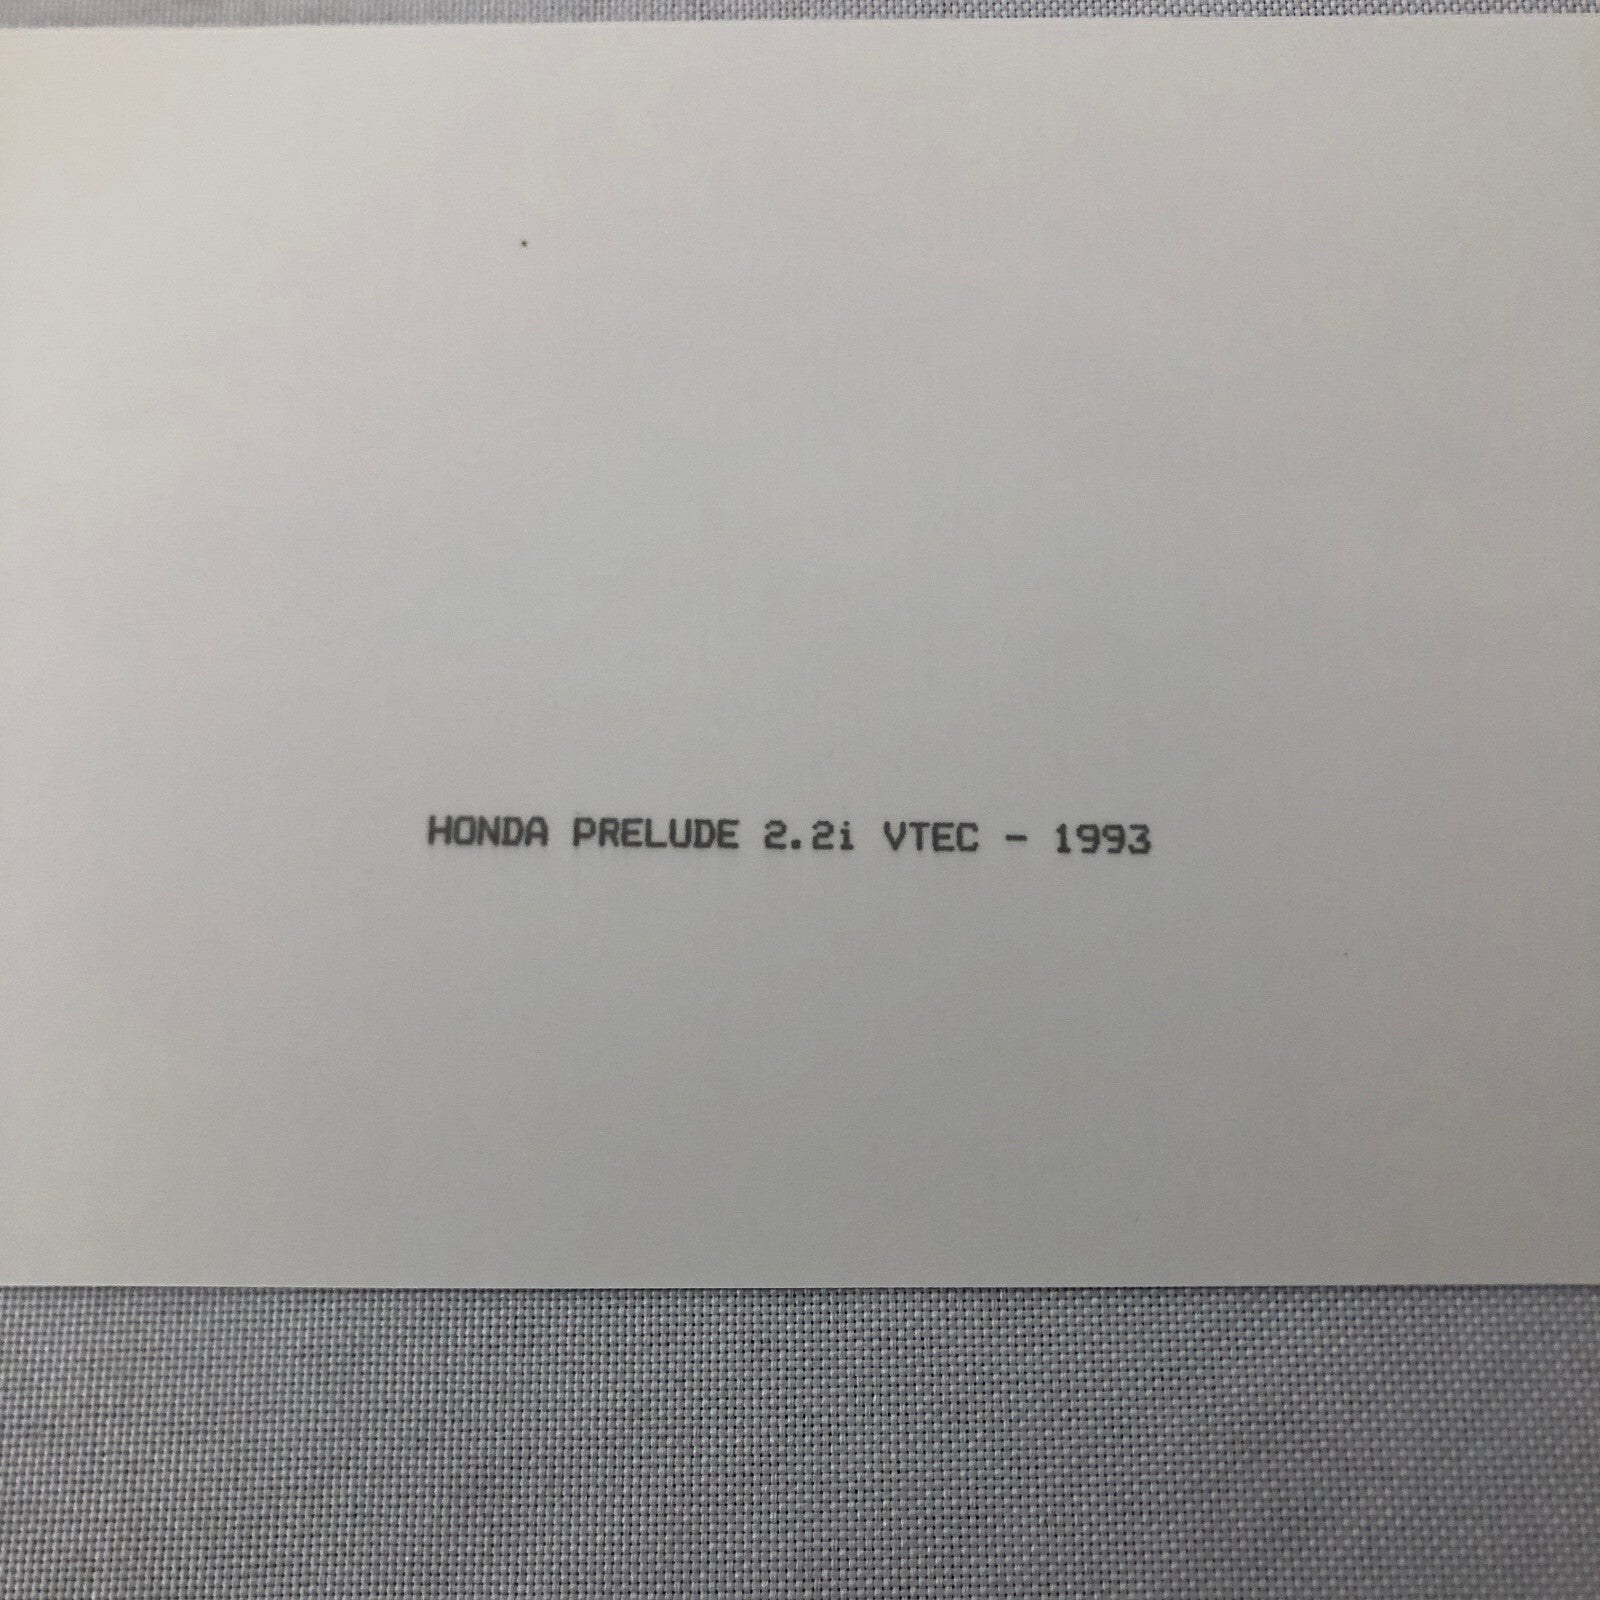 HONDA PRELUDE 2.2i VTEC - 1993